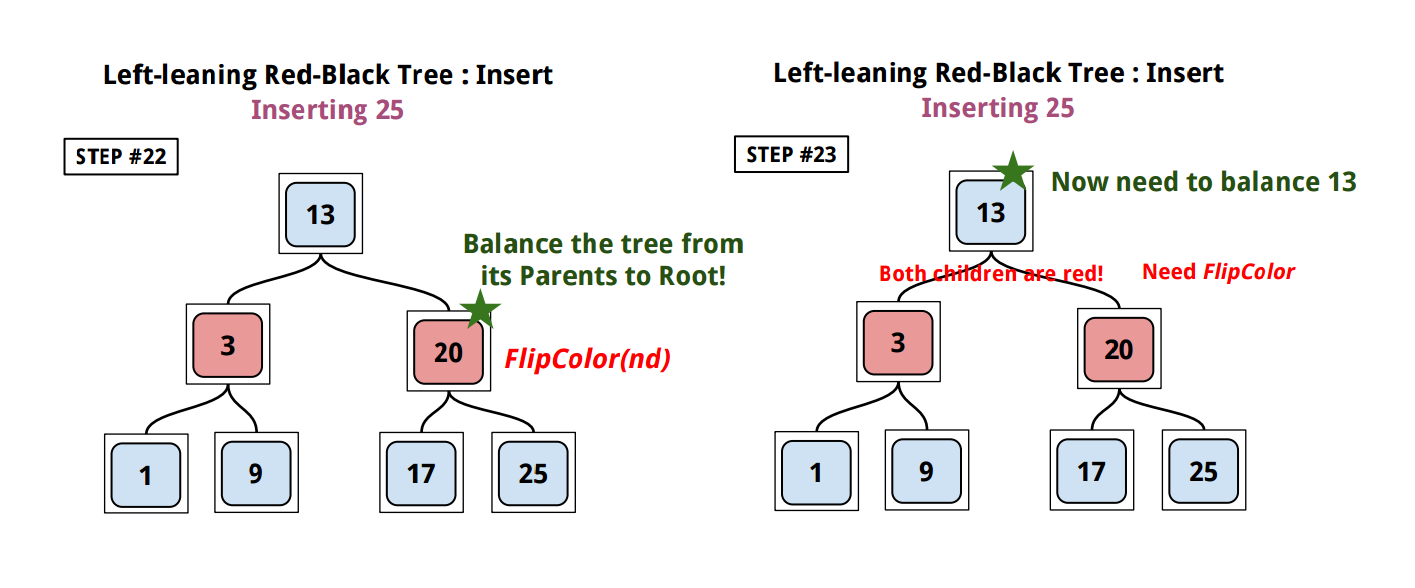 Left-leaning Red-Black Tree : Insert
Inserting 25
STEP #22
13
Balance the tree from
its Parents to Root!
3
20
FlipColor(nd)
1
9
17
25
Left-leaning Red-Black Tree : Insert
Inserting 25
STEP #23
Now need to balance 13
13
Both children are red!
Need FlipColor
3
20
1
9
17
25